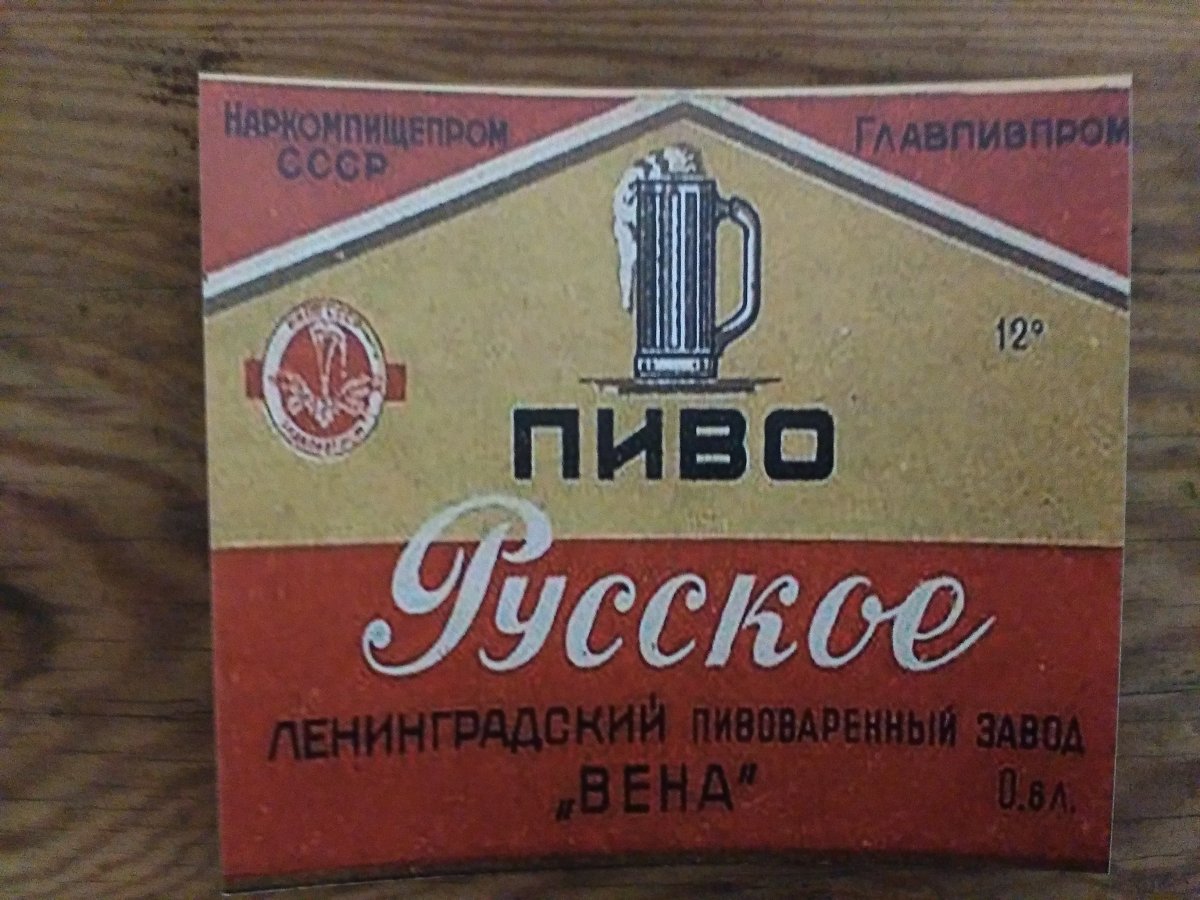 НАРКОМПИЩЕПРОМ
СССР
ГЛАВПИВПРОМ
12°
ПИВО
Русское
ЛЕНИНГРАДСКИЙ ПИВОВАРЕННЫЙ ЗАВОД
„ВЕНА"
0.6 Л.